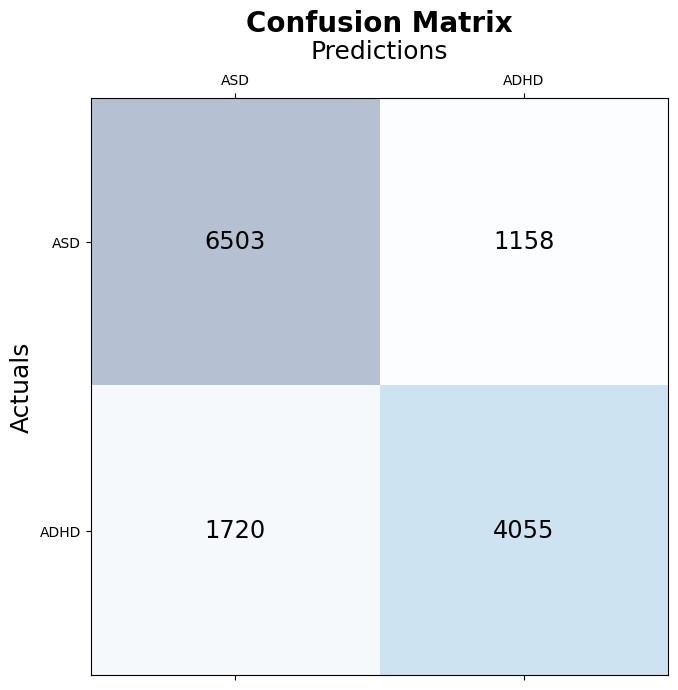 Confusion Matrix
Predictions
ASD ADHD
ASD 6503 1158
Actuals
ADHD 1720 4055